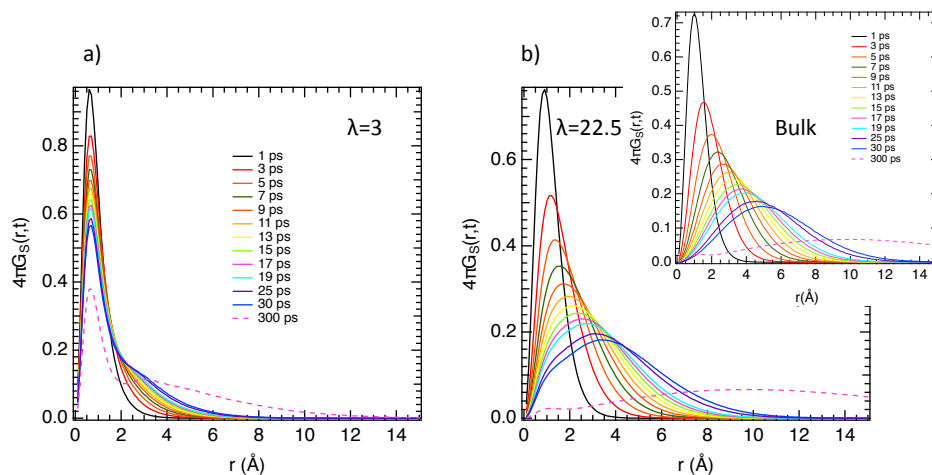 a)
λ=3
4πG_S(r,t)
0.8
0.6
0.4
0.2
0.0
1 ps
3 ps
5 ps
7 ps
9 ps
11 ps
13 ps
15 ps
17 ps
19 ps
25 ps
30 ps
300 ps
0 2 4 6 8 10 12 14
r (Å)
b)
λ=22.5
4πG_S(r,t)
0.6
0.4
0.2
0.0
0 2 4 6 8 10 12 14
r (Å)
Bulk
4πG_S(r,t)
0.7
0.6
0.5
0.4
0.3
0.2
0.1
0.0
1 ps
3 ps
5 ps
7 ps
9 ps
11 ps
13 ps
15 ps
17 ps
19 ps
25 ps
30 ps
300 ps
0 2 4 6 8 10 12 14
r(Å)